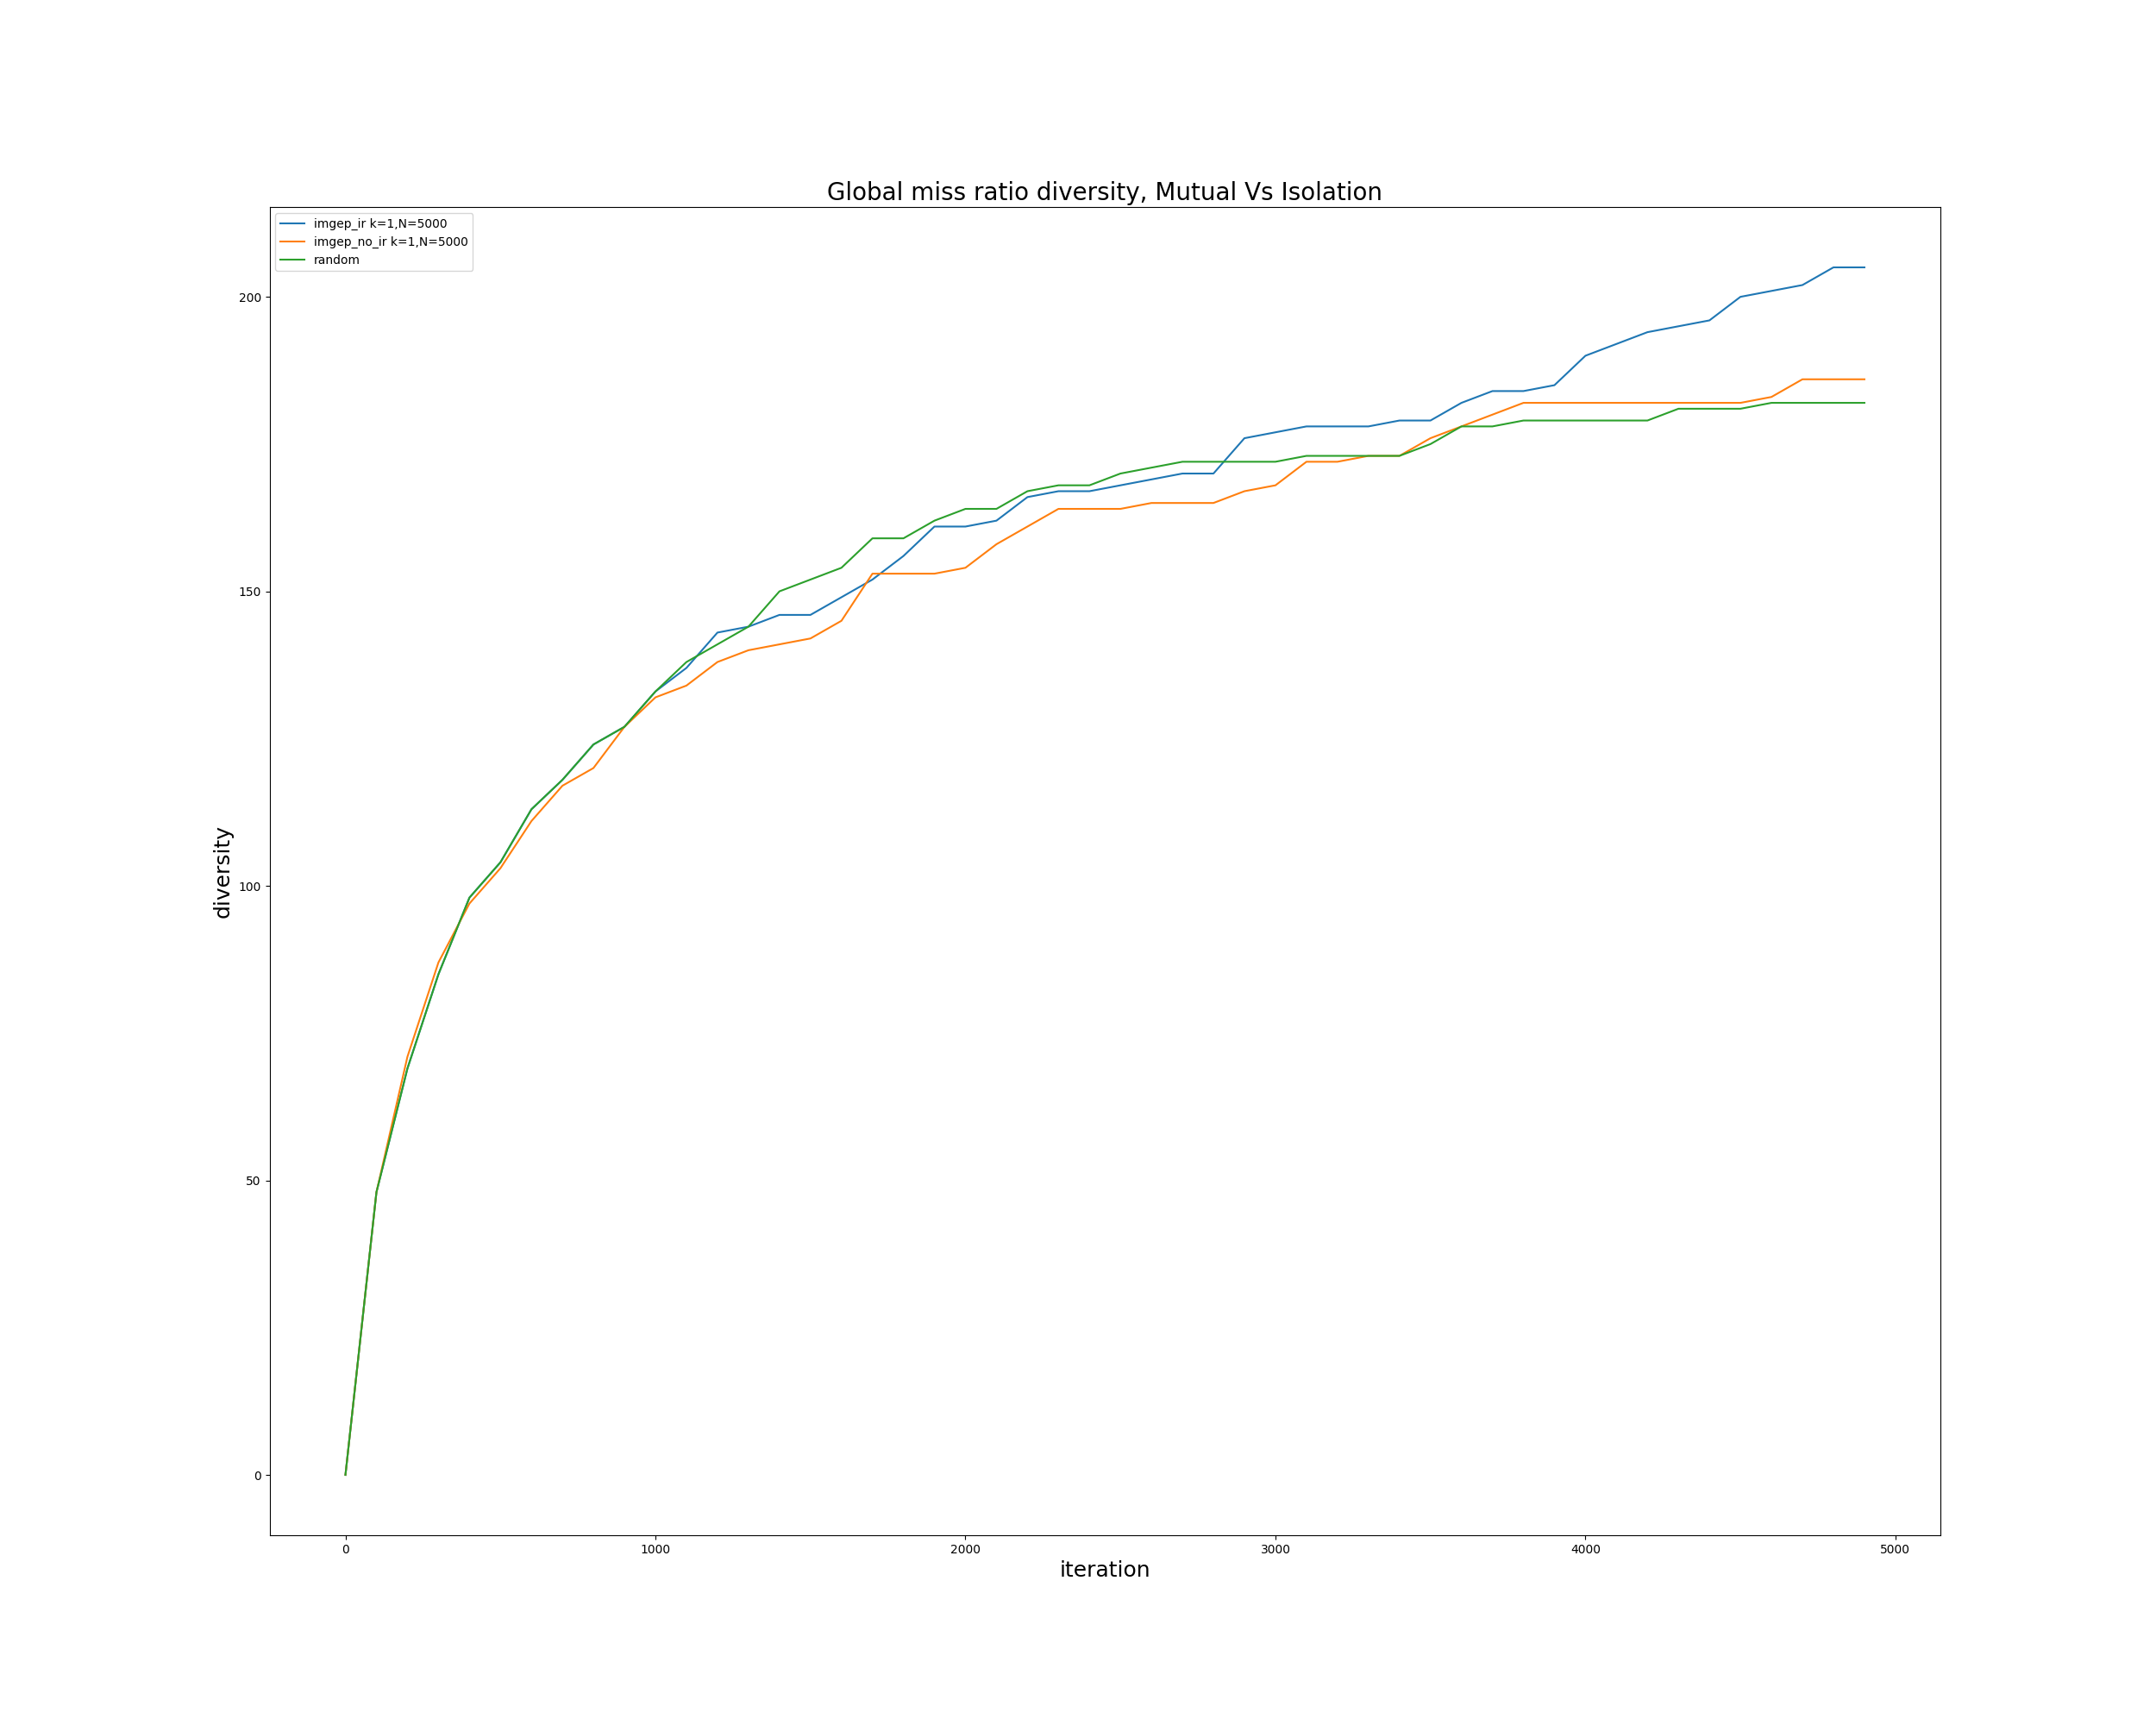 Global miss ratio diversity, Mutual Vs Isolation
imgep_ir k=1,N=5000
imgep_no_ir k=1,N=5000
random
200
150
100
50
0
diversity
0 1000 2000 3000 4000 5000
iteration